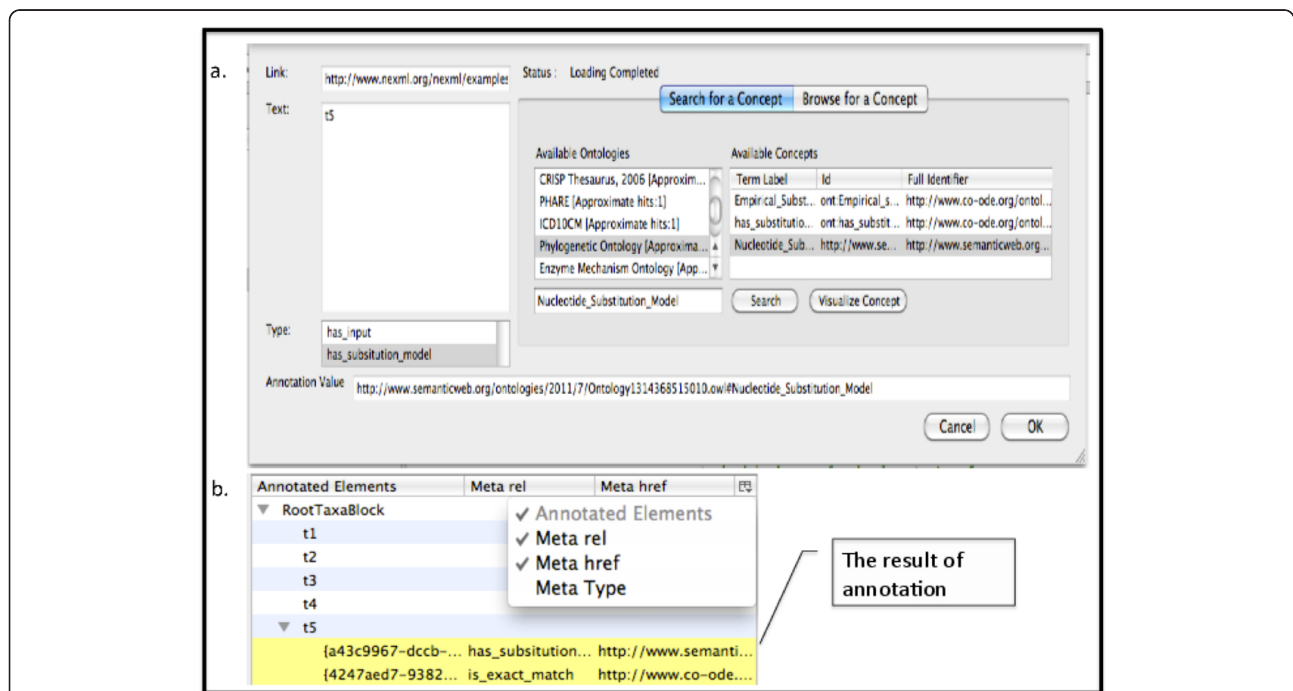 a.
Link: http://www.nexml.org/nexml/examples Status : Loading Completed
Search for a Concept Browse for a Concept
Text: t5
Available Ontologies Available Concepts
CRISP Thesaurus, 2006 [Approxim...
PHARE [Approximate hits:1]
ICD10CM [Approximate hits:1]
Phylogenetic Ontology [Approxima...
Enzyme Mechanism Ontology [App...
Term Label Id Full Identifier
Empirical_Subst... ont:Empirical_s... http://www.co-ode.org/ontol...
has_substitutio... ont:has_substit... http://www.co-ode.org/ontol...
Nucleotide_Sub... http://www.se... http://www.semanticweb.org...
Nucleotide_Substitution_Model Search Visualize Concept
Type: has_input
has_subsitution_model
Annotation Value http://www.semanticweb.org/ontologies/2011/7/Ontology1314368515010.owl#Nucleotide_Substitution_Model
Cancel OK
b.
Annotated Elements Meta rel Meta href
RootTaxaBlock
t1
t2
t3
t4
t5
✓ Annotated Elements
✓ Meta rel
✓ Meta href
Meta Type
{a43c9967-dccb-... has_subsitution... http://www.semanti...
{4247aed7-9382... is_exact_match http://www.co-ode....
The result of
annotation